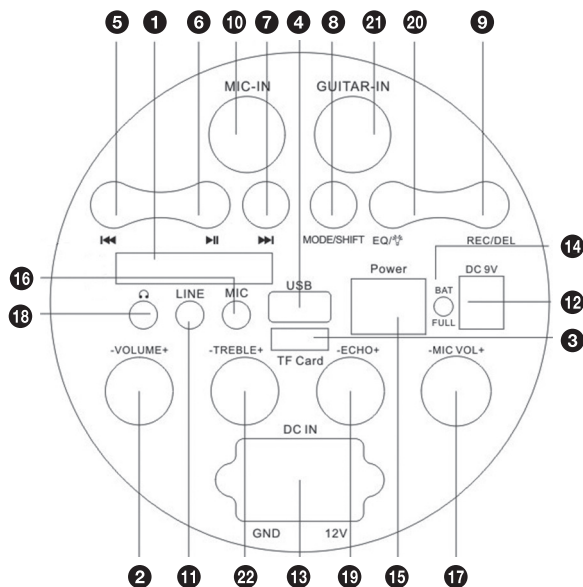 5 1 6 10 7 4 8 21 20 9
MIC-IN GUITAR-IN
MODE/SHIFT EQ/ REC/DEL
14
Power DC 9V
16 LINE MIC USB BAT 12
18 FULL
3
-VOLUME+ -TREBLE+ TF Card -ECHO+ -MIC VOL+
DC IN
GND 12V
2 11 22 13 19 15 17